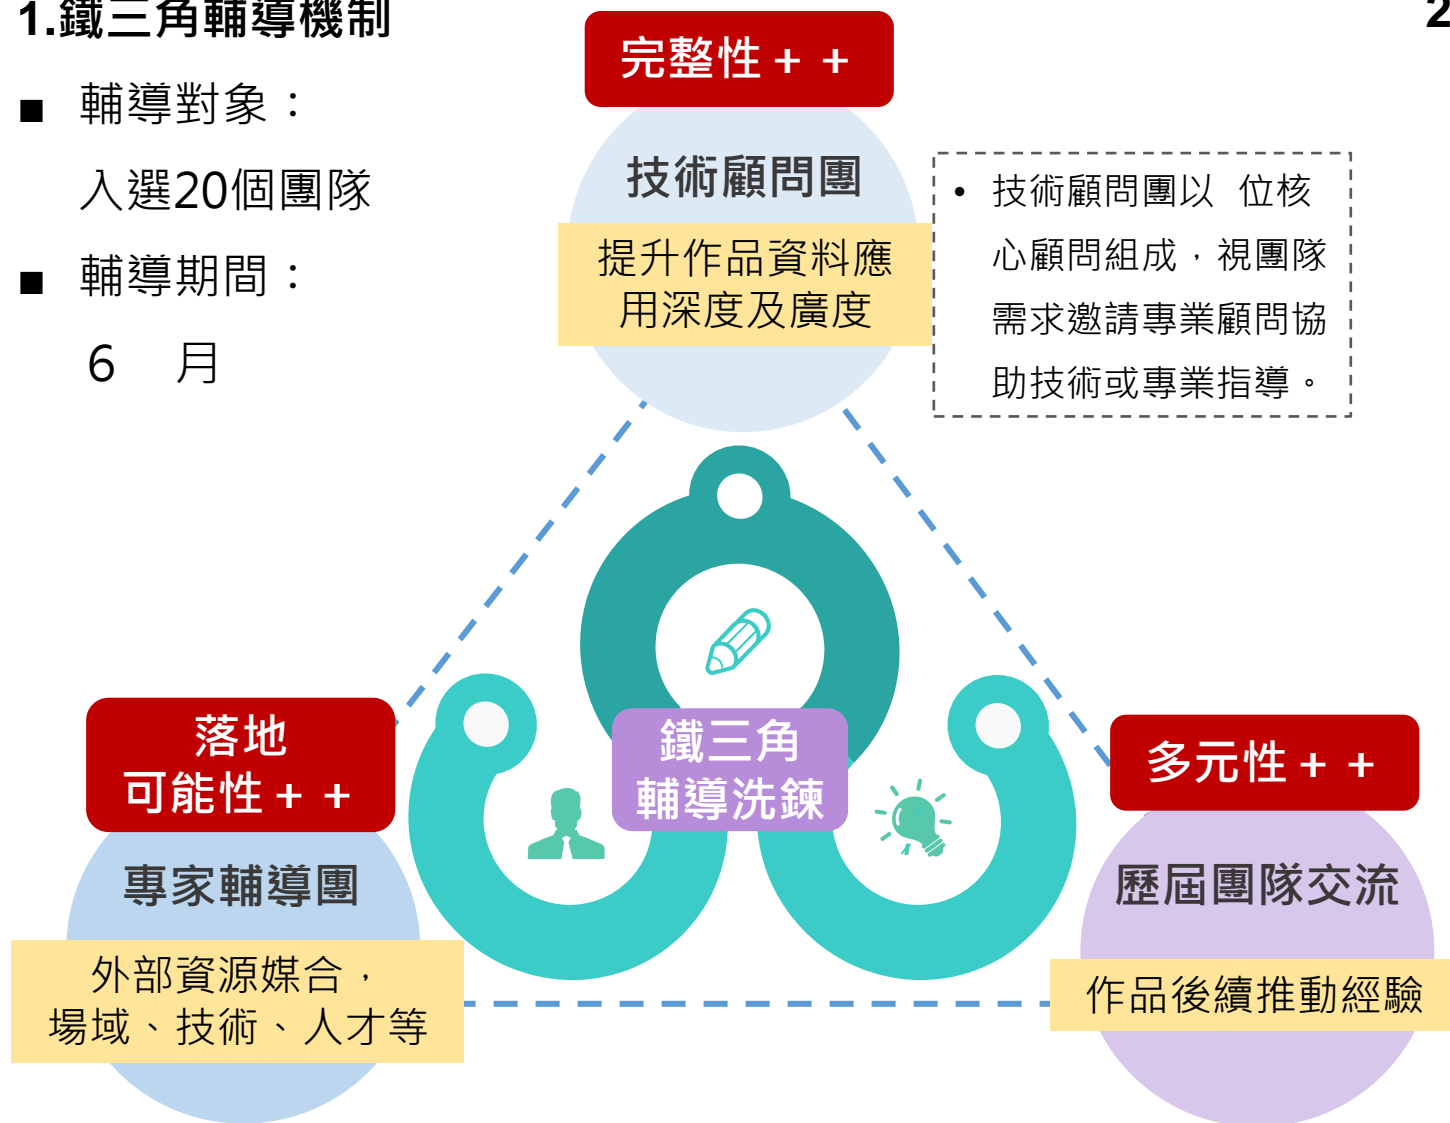 1.鐵三角輔導機制
■ 輔導對象：
入選20個團隊
■ 輔導期間：
6 月
2
完整性++
技術顧問團
提升作品資料應
用深度及廣度
• 技術顧問團以 位核
心顧問組成，視團隊
需求邀請專業顧問協
助技術或專業指導。
鐵三角
輔導洗鍊
落地
可能性++
專家輔導團
外部資源媒合，
場域、技術、人才等
多元性++
歷屆團隊交流
作品後續推動經驗